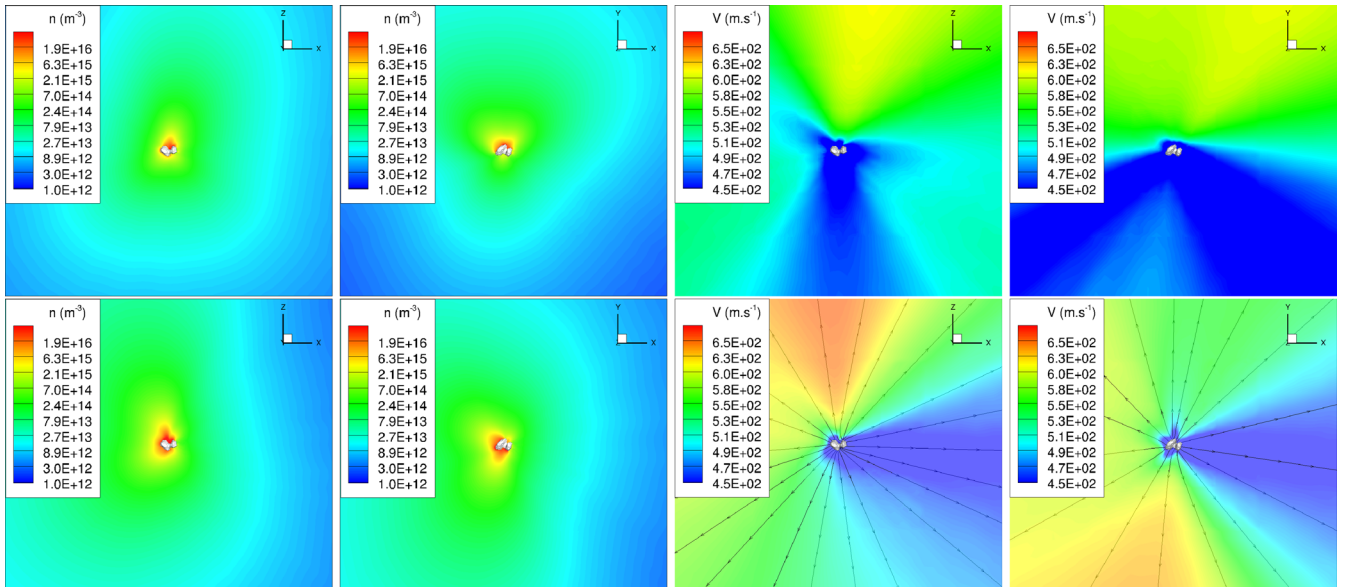 n (m⁻³)
1.9E+16
6.3E+15
2.1E+15
7.0E+14
2.4E+14
7.9E+13
2.7E+13
8.9E+12
3.0E+12
1.0E+12
Z
X
n (m⁻³)
1.9E+16
6.3E+15
2.1E+15
7.0E+14
2.4E+14
7.9E+13
2.7E+13
8.9E+12
3.0E+12
1.0E+12
Y
X
V (m.s⁻¹)
6.5E+02
6.3E+02
6.0E+02
5.8E+02
5.5E+02
5.3E+02
5.1E+02
4.9E+02
4.7E+02
4.5E+02
Z
X
V (m.s⁻¹)
6.5E+02
6.3E+02
6.0E+02
5.8E+02
5.5E+02
5.3E+02
5.1E+02
4.9E+02
4.7E+02
4.5E+02
Y
X
n (m⁻³)
1.9E+16
6.3E+15
2.1E+15
7.0E+14
2.4E+14
7.9E+13
2.7E+13
8.9E+12
3.0E+12
1.0E+12
Z
X
n (m⁻³)
1.9E+16
6.3E+15
2.1E+15
7.0E+14
2.4E+14
7.9E+13
2.7E+13
8.9E+12
3.0E+12
1.0E+12
Y
X
V (m.s⁻¹)
6.5E+02
6.3E+02
6.0E+02
5.8E+02
5.5E+02
5.3E+02
5.1E+02
4.9E+02
4.7E+02
4.5E+02
Z
X
V (m.s⁻¹)
6.5E+02
6.3E+02
6.0E+02
5.8E+02
5.5E+02
5.3E+02
5.1E+02
4.9E+02
4.7E+02
4.5E+02
Y
X